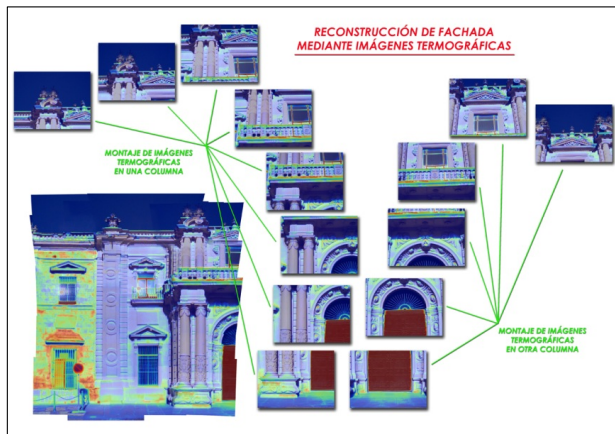 RECONSTRUCCIÓN DE FACHADA
MEDIANTE IMÁGENES TERMOGRÁFICAS
MONTAJE DE IMÁGENES
TERMOGRÁFICAS
EN UNA COLUMNA
MONTAJE DE IMÁGENES
TERMOGRÁFICAS
EN OTRA COLUMNA